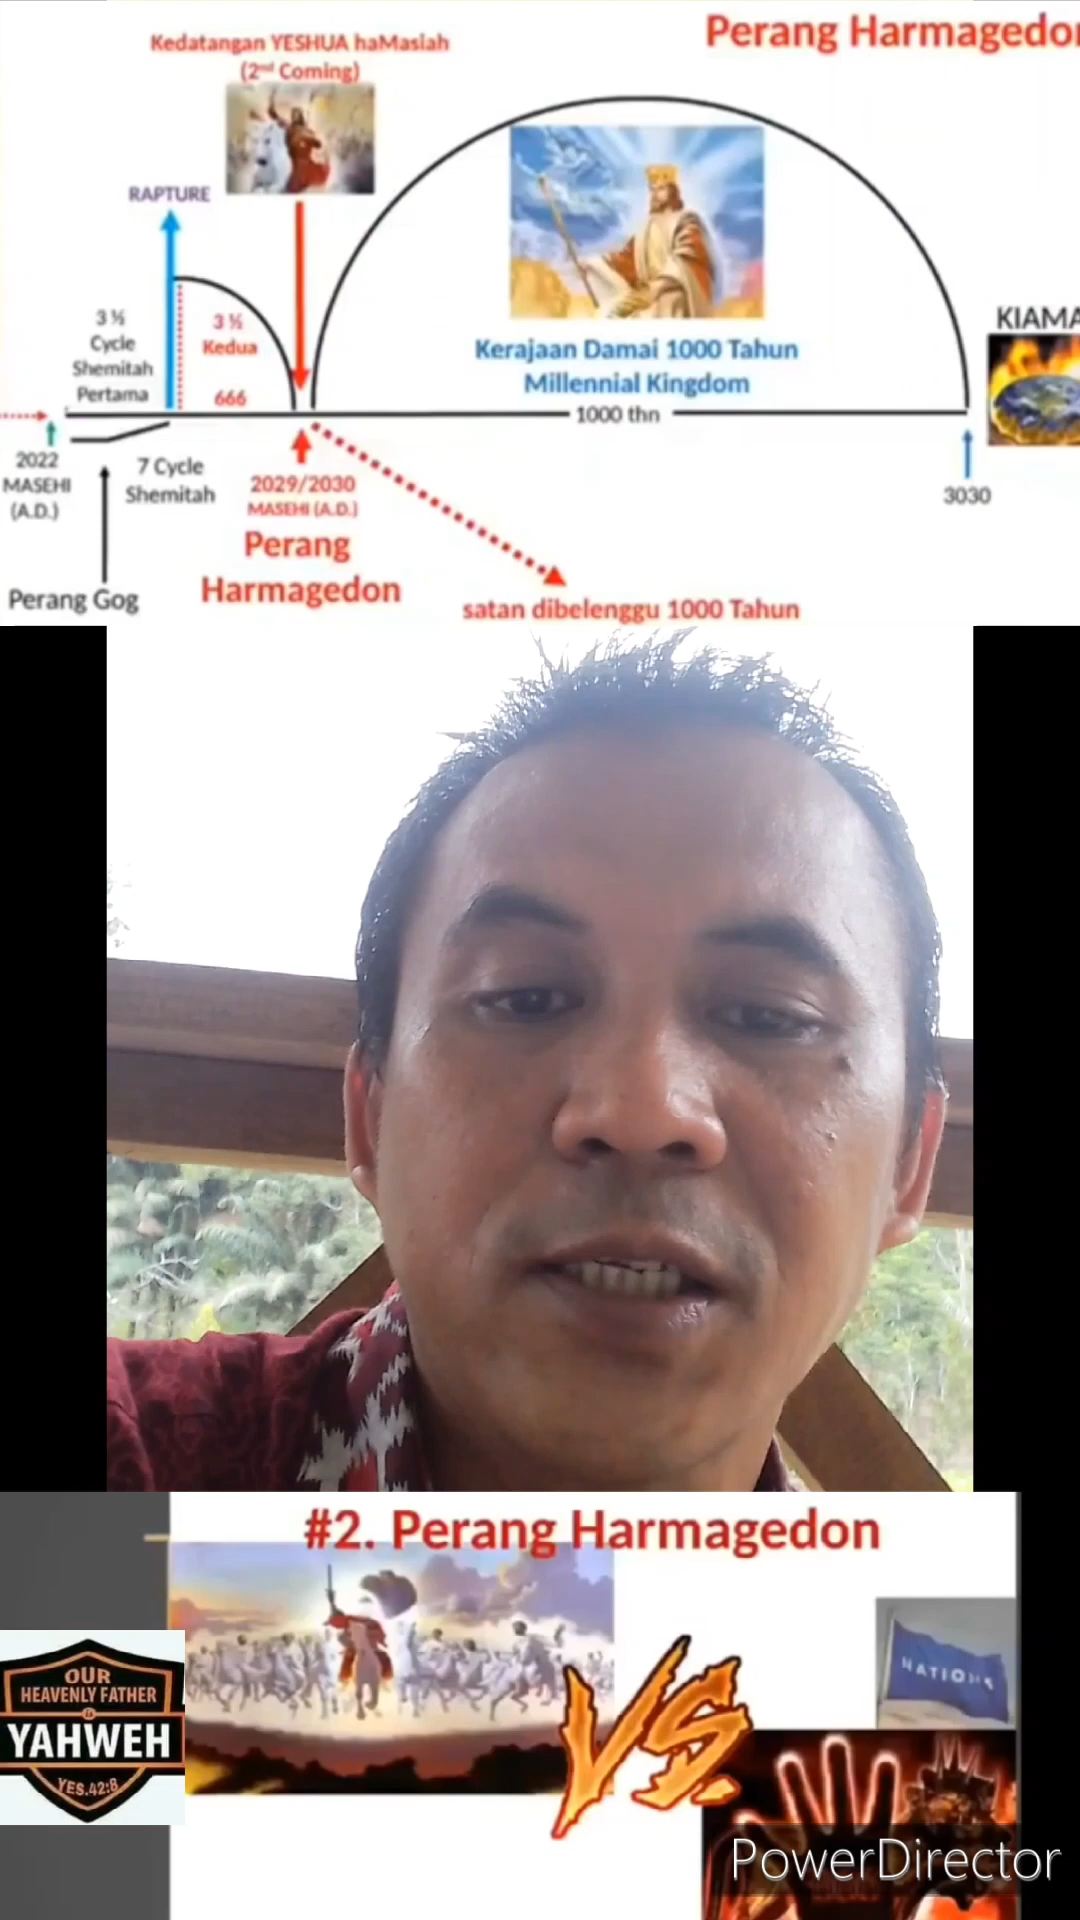 Perang Harmagedon
Kedatangan YESHUA haMasiah
(2nd Coming)
RAPTURE
3 ½
Cycle
Shemitah
Pertama
3 ½
Kedua
666
Kerajaan Damai 1000 Tahun
Millennial Kingdom
1000 thn
KIAMA
2022
MASEHI
(A.D.)
7 Cycle
Shemitah
2029/2030
MASEHI (A.D.)
Perang
Harmagedon
3030
Perang Gog
satan dibelenggu 1000 Tahun
#2. Perang Harmagedon
VS.
NATIONS
OUR
HEAVENLY FATHER
is
YAHWEH
YES.42:8
PowerDirector